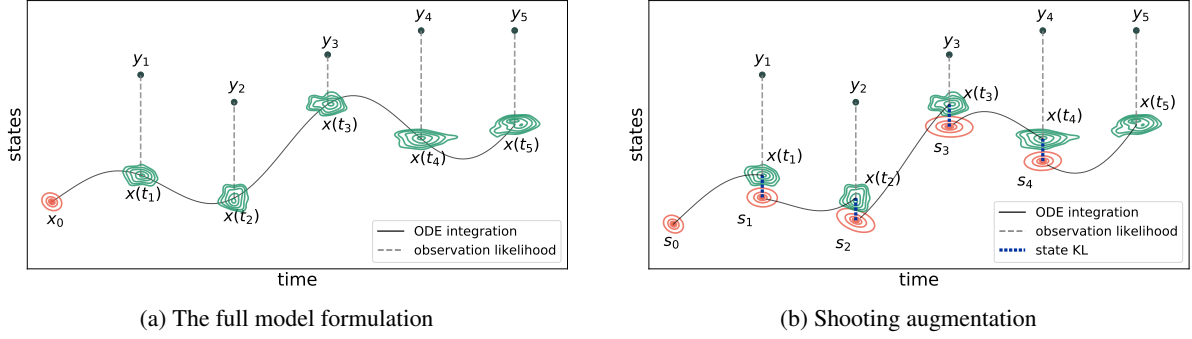 y₁
y₂
y₃
y₄
y₅
x₀
x(t₁)
x(t₂)
x(t₃)
x(t₄)
x(t₅)
states
time
ODE integration
observation likelihood
(a) The full model formulation
y₁
y₂
y₃
y₄
y₅
x(t₁)
x(t₂)
x(t₃)
x(t₄)
x(t₅)
s₀
s₁
s₂
s₃
s₄
states
time
ODE integration
observation likelihood
state KL
(b) Shooting augmentation